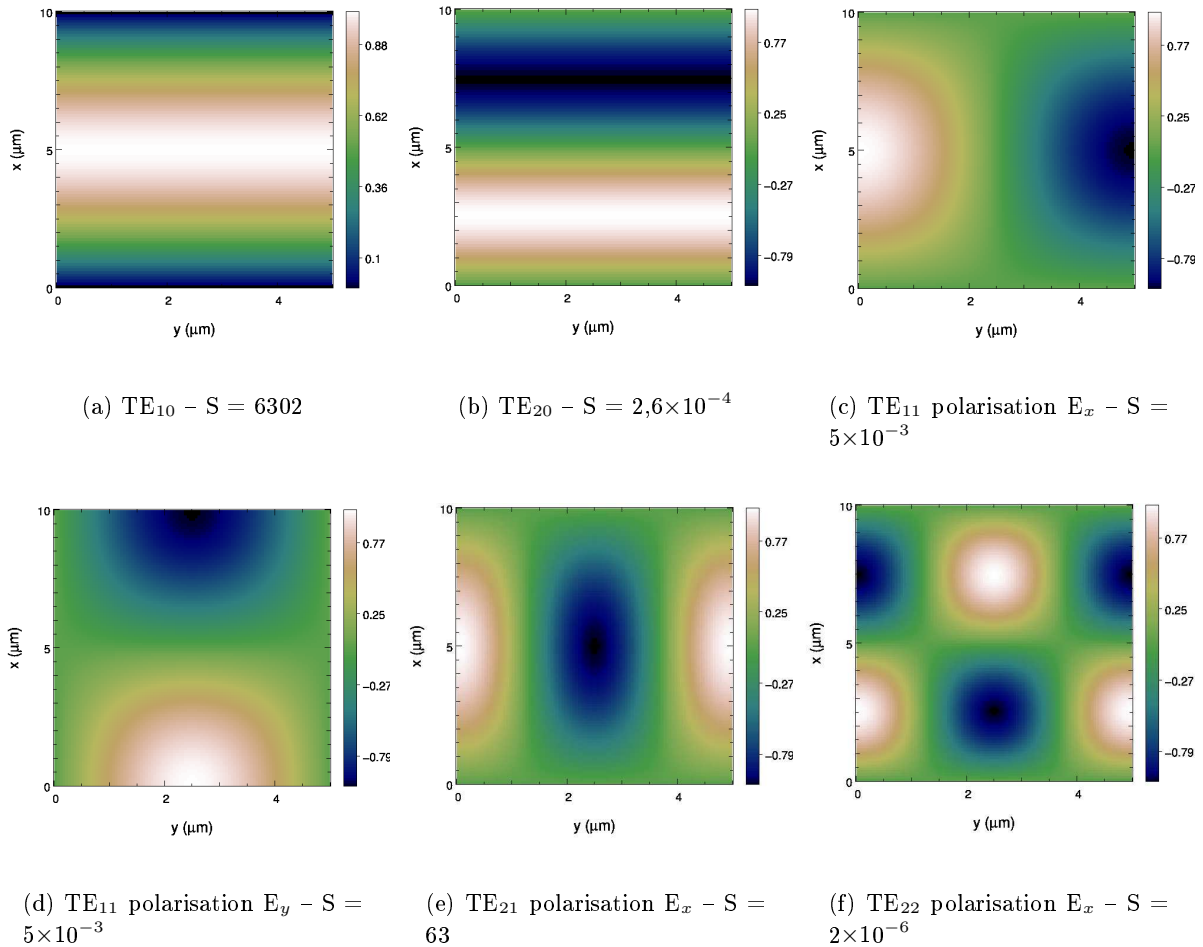 10
5
0
x (μm)
0 2 4
y (μm)
0.88
0.62
0.36
0.1
10
5
0
x (μm)
0 2 4
y (μm)
0.77
0.25
−0.27
−0.79
10
5
0
x (μm)
0 2 4
y (μm)
0.77
0.25
−0.27
−0.79
(a) TE₁₀ – S = 6302
(b) TE₂₀ – S = 2,6×10⁻⁴
(c) TE₁₁ polarisation Eₓ – S =
5×10⁻³
10
5
0
x (μm)
0 2 4
y (μm)
0.77
0.25
−0.27
−0.79
10
5
0
x (μm)
0 2 4
y (μm)
0.77
0.25
−0.27
−0.79
10
5
0
x (μm)
0 2 4
y (μm)
0.77
0.25
−0.27
−0.79
(d) TE₁₁ polarisation E_y – S =
5×10⁻³
(e) TE₂₁ polarisation Eₓ – S =
63
(f) TE₂₂ polarisation Eₓ – S =
2×10⁻⁶